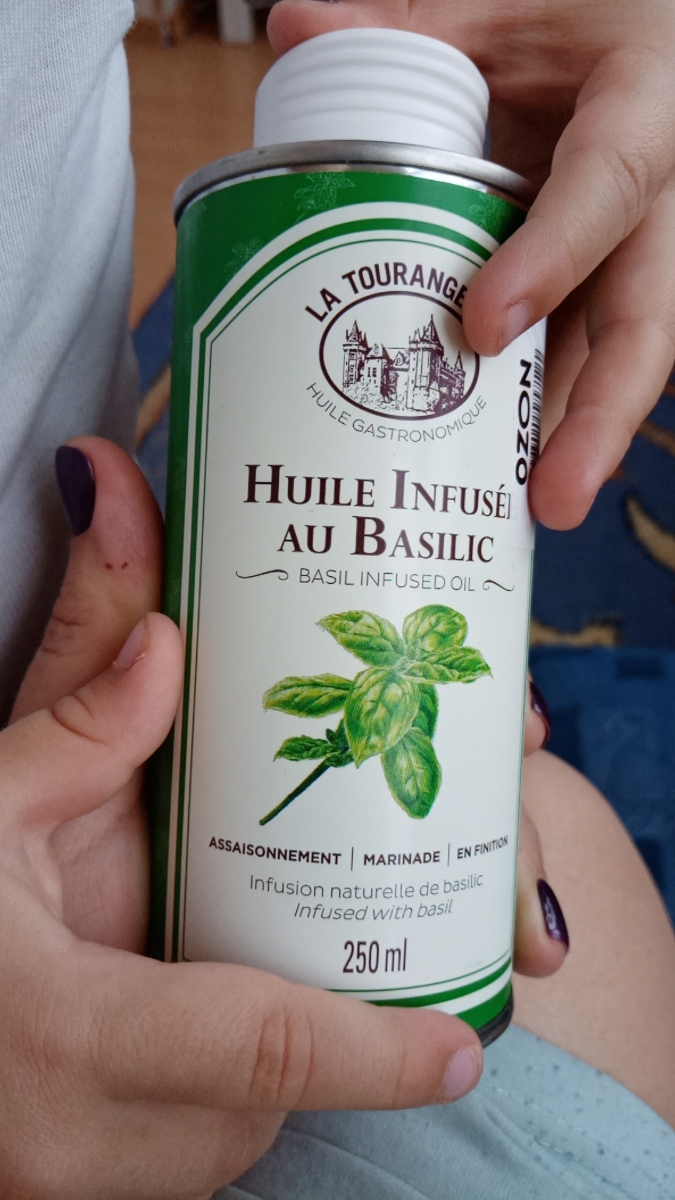 LA TOURANGE
HUILE GASTRONOMIQUE
NOZO
HUILE INFUSÉ
AU BASILIC
BASIL INFUSED OIL
ASSAISONNEMENT | MARINADE | EN FINITION
Infusion naturelle de basilic
Infused with basil
250 ml